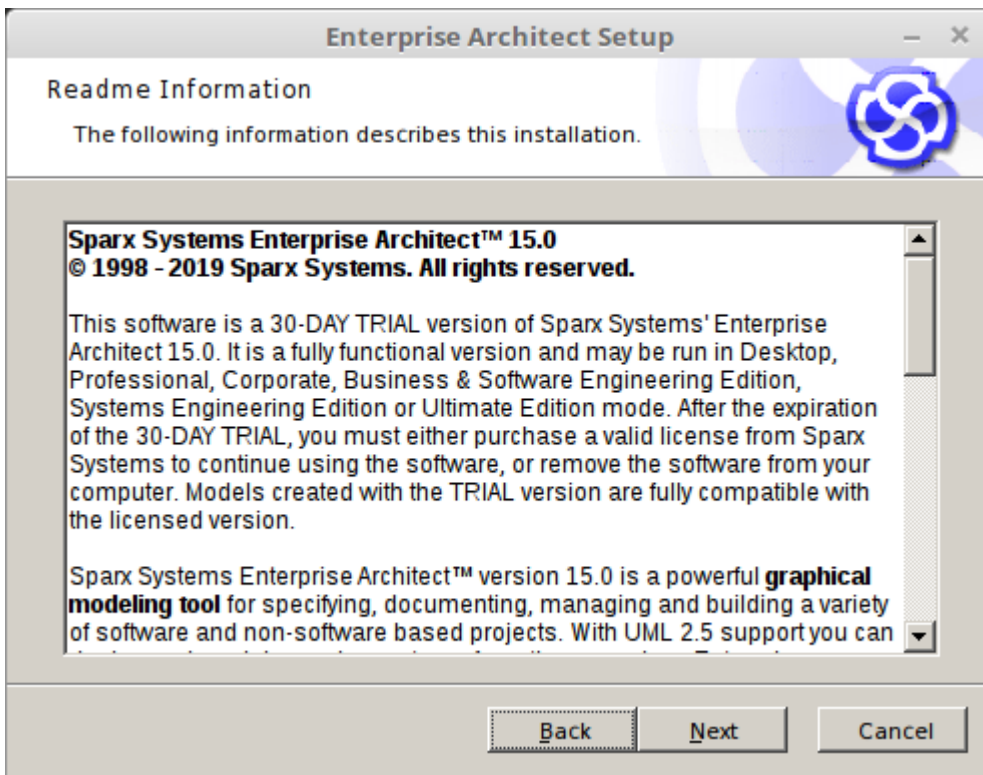 Enterprise Architect Setup
Readme Information
The following information describes this installation.
Sparx Systems Enterprise Architect™ 15.0
© 1998 - 2019 Sparx Systems. All rights reserved.
This software is a 30-DAY TRIAL version of Sparx Systems' Enterprise
Architect 15.0. It is a fully functional version and may be run in Desktop,
Professional, Corporate, Business & Software Engineering Edition,
Systems Engineering Edition or Ultimate Edition mode. After the expiration
of the 30-DAY TRIAL, you must either purchase a valid license from Sparx
Systems to continue using the software, or remove the software from your
computer. Models created with the TRIAL version are fully compatible with
the licensed version.
Sparx Systems Enterprise Architect™ version 15.0 is a powerful graphical
modeling tool for specifying, documenting, managing and building a variety
of software and non-software based projects. With UML 2.5 support you can
Back Next Cancel